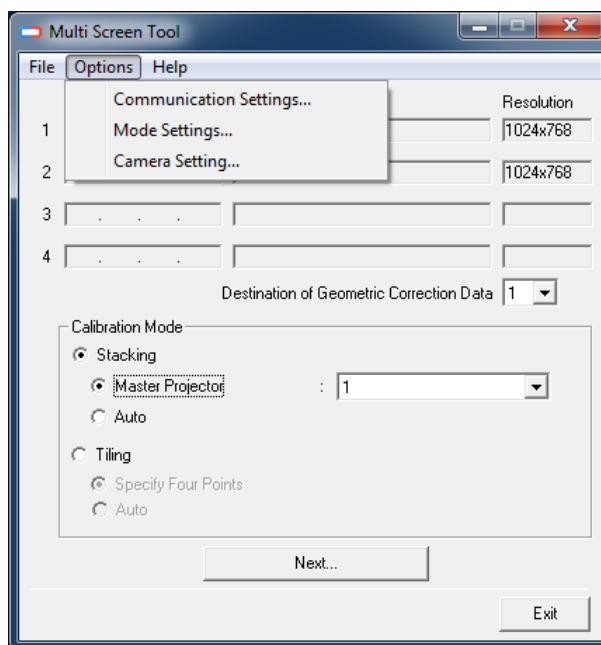 Multi Screen Tool
File Options Help
Communication Settings...
Mode Settings...
Camera Setting...
Resolution
1 1024x768
2 1024x768
3 . . .
4 . . .
Destination of Geometric Correction Data 1
Calibration Mode
Stacking
Master Projector : 1
Auto
Tiling
Specify Four Points
Auto
Next...
Exit